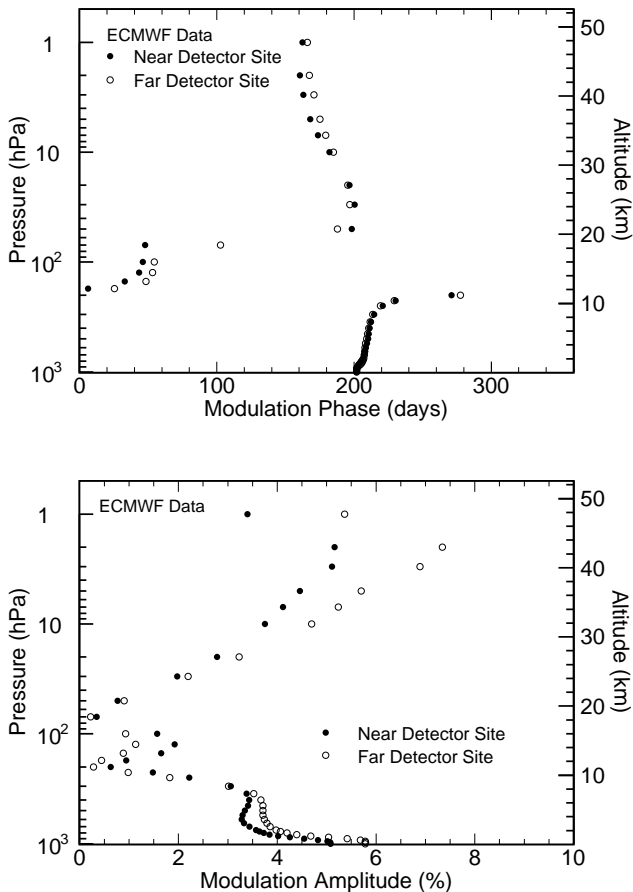 ECMWF Data
Near Detector Site
Far Detector Site
Pressure (hPa)
1
10
10²
10³
Altitude (km)
50
40
30
20
10
0
100
200
300
Modulation Phase (days)
ECMWF Data
Near Detector Site
Far Detector Site
Pressure (hPa)
1
10
10²
10³
Altitude (km)
50
40
30
20
10
0
2
4
6
8
10
Modulation Amplitude (%)